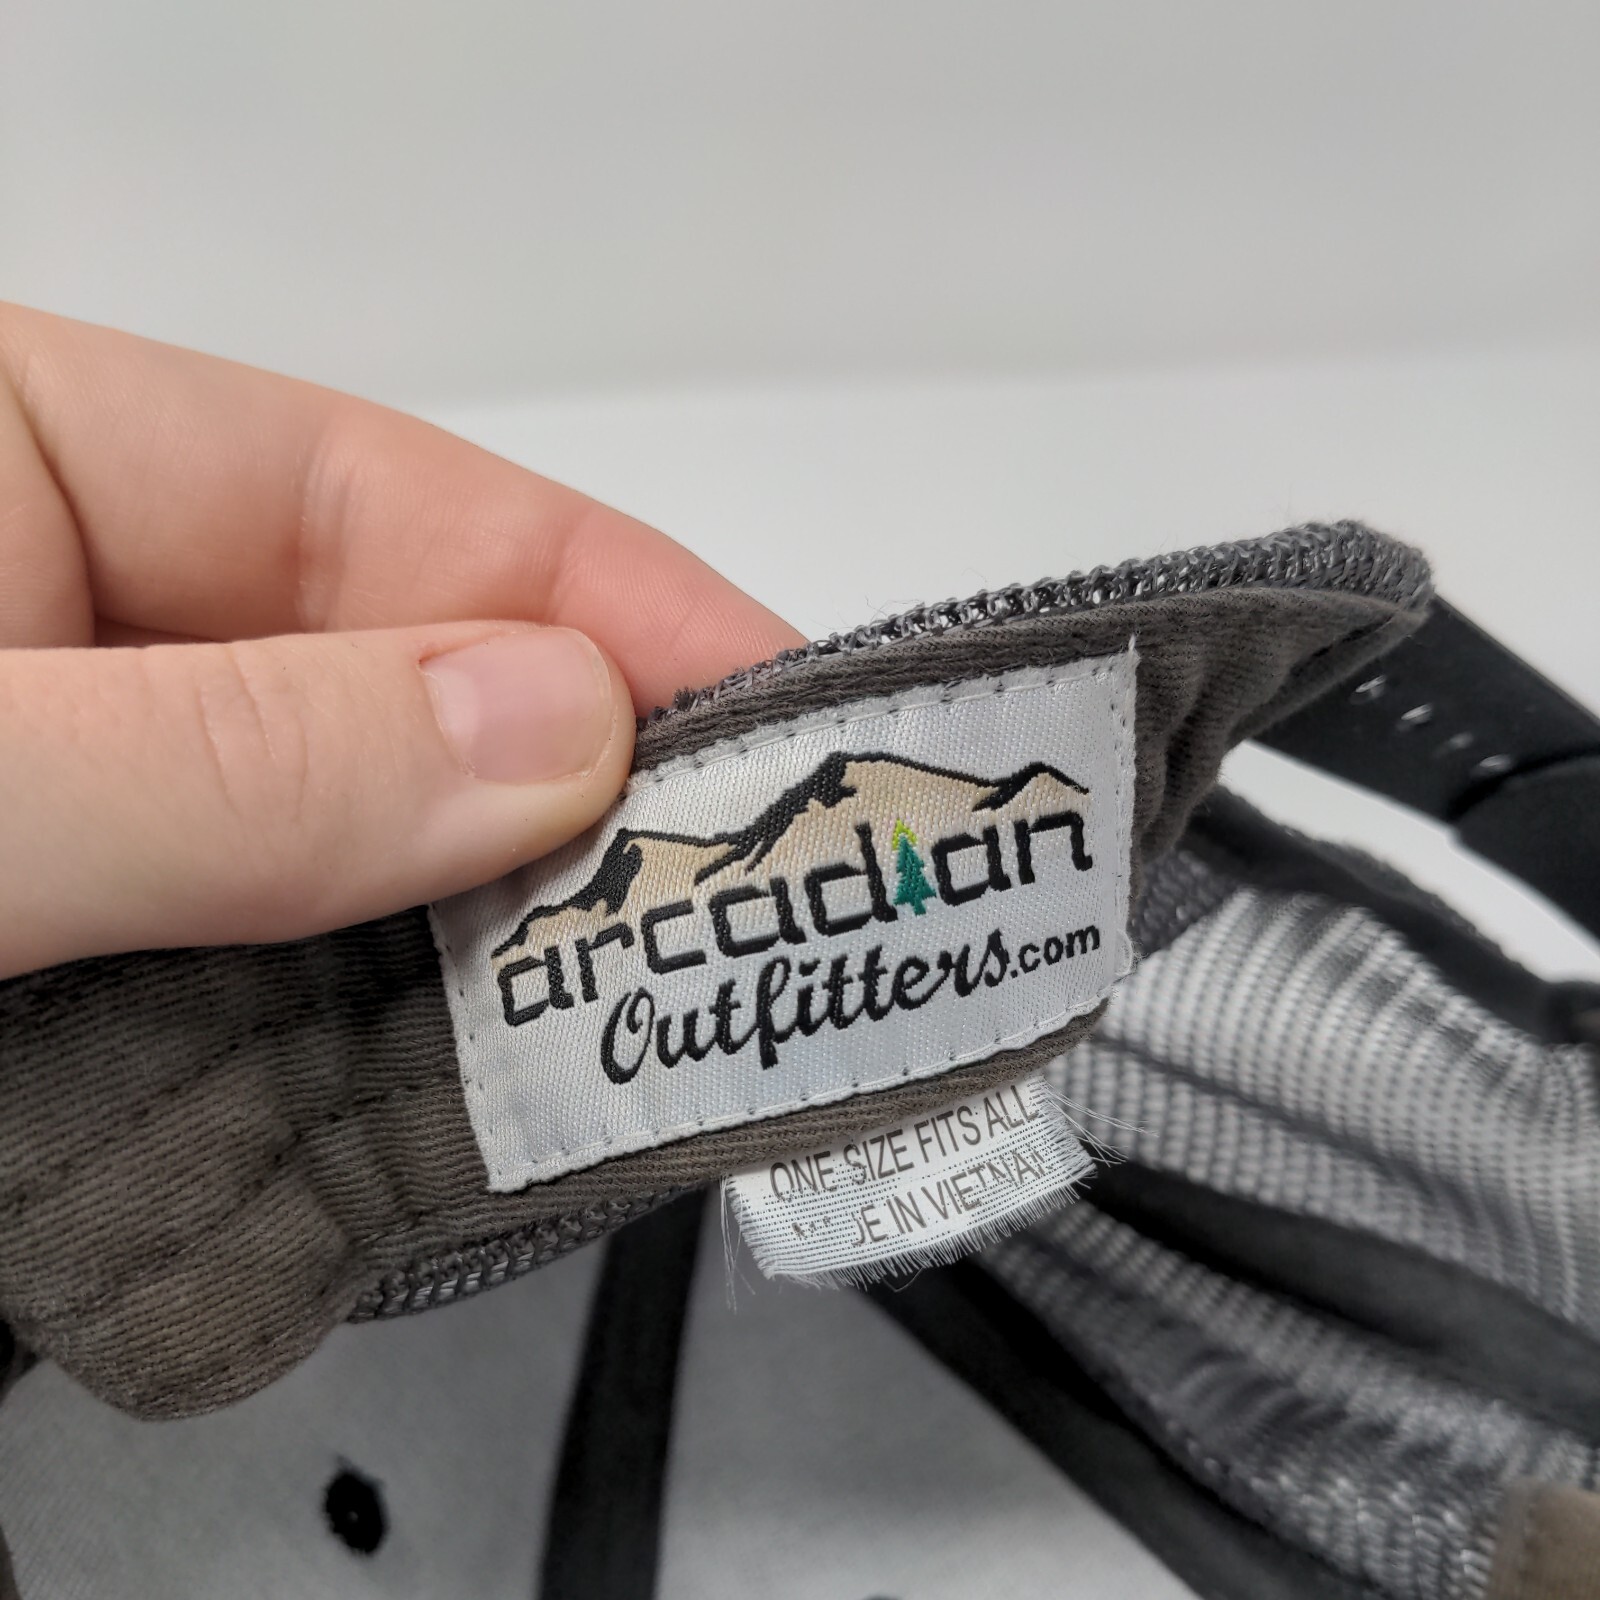 arcadian
Outfitters.com
ONE SIZE FITS ALL
IN VIETNAM